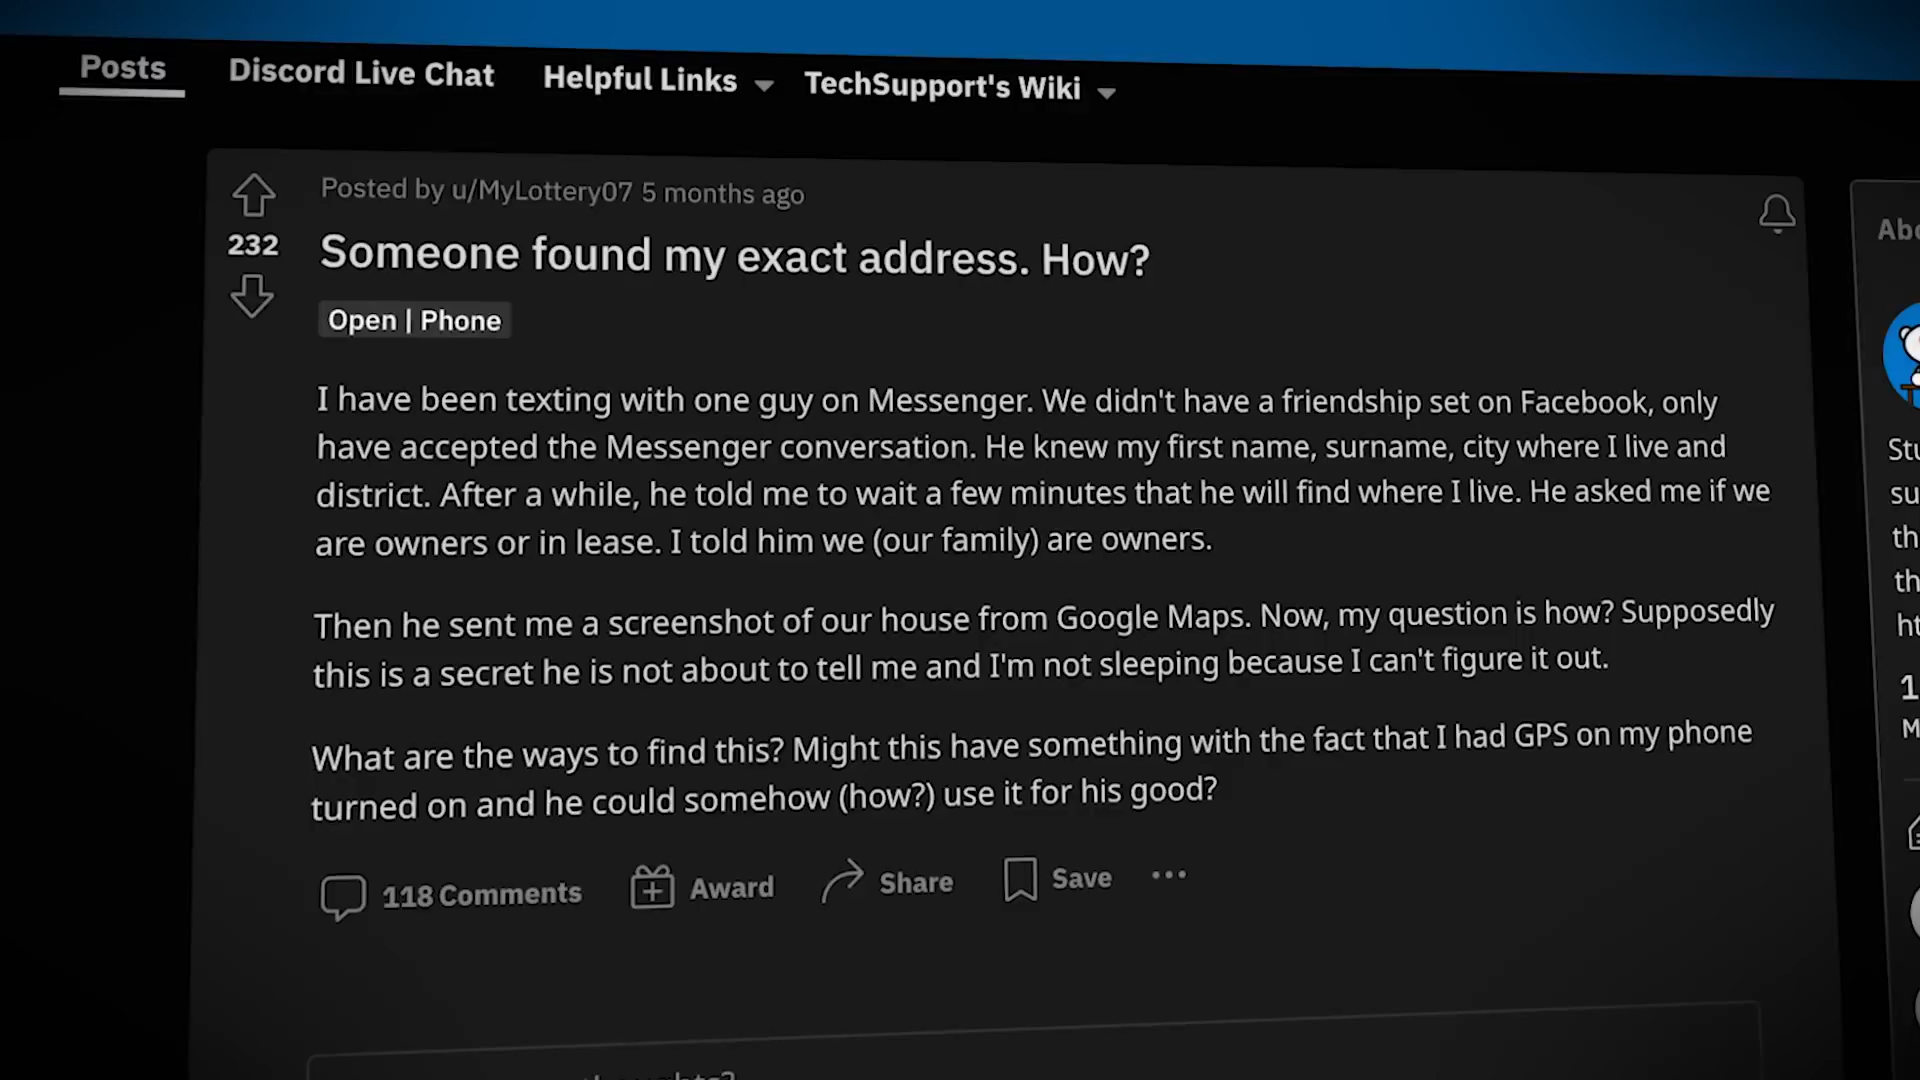 Posts Discord Live Chat Helpful Links TechSupport's Wiki
Posted by u/MyLottery07 5 months ago
232
Someone found my exact address. How?
Open | Phone
I have been texting with one guy on Messenger. We didn't have a friendship set on Facebook, only
have accepted the Messenger conversation. He knew my first name, surname, city where I live and
district. After a while, he told me to wait a few minutes that he will find where I live. He asked me if we
are owners or in lease. I told him we (our family) are owners.
Then he sent me a screenshot of our house from Google Maps. Now, my question is how? Supposedly
this is a secret he is not about to tell me and I'm not sleeping because I can't figure it out.
What are the ways to find this? Might this have something with the fact that I had GPS on my phone
turned on and he could somehow (how?) use it for his good?
118 Comments Award Share Save